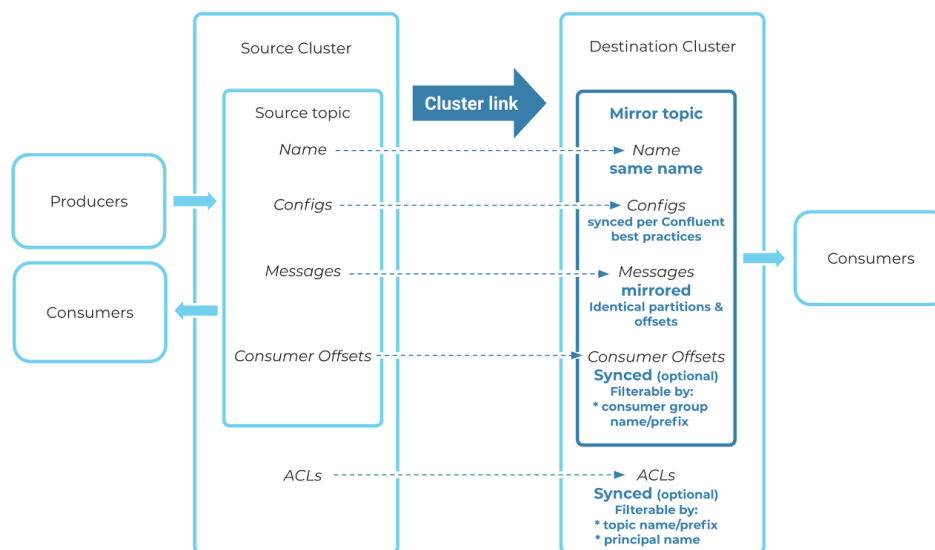 Source Cluster
Destination Cluster
Cluster link
Source topic
Mirror topic
Name
Name
same name
Producers
Configs
Configs
synced per Confluent
best practices
Consumers
Messages
Messages
mirrored
Identical partitions &
offsets
Consumers
Consumer Offsets
Consumer Offsets
Synced (optional)
Filterable by:
* consumer group
name/prefix
ACLs
ACLs
Synced (optional)
Filterable by:
* topic name/prefix
* principal name